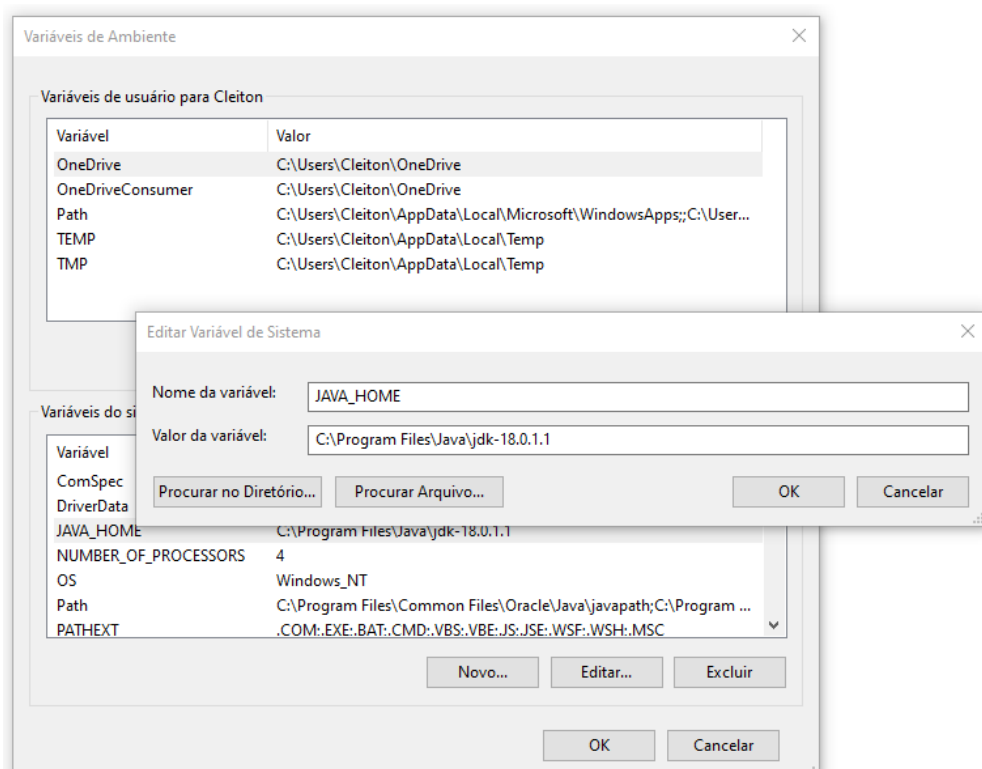 Variáveis de Ambiente
Variáveis de usuário para Cleiton
Variável Valor
OneDrive C:\Users\Cleiton\OneDrive
OneDriveConsumer C:\Users\Cleiton\OneDrive
Path C:\Users\Cleiton\AppData\Local\Microsoft\WindowsApps;;C:\User...
TEMP C:\Users\Cleiton\AppData\Local\Temp
TMP C:\Users\Cleiton\AppData\Local\Temp
Editar Variável de Sistema
Nome da variável: JAVA_HOME
Valor da variável: C:\Program Files\Java\jdk-18.0.1.1
Procurar no Diretório... Procurar Arquivo... OK Cancelar
Variáveis do si
Variável
ComSpec
DriverData
JAVA_HOME C:\Program Files\Java\jdk-18.0.1.1
NUMBER_OF_PROCESSORS 4
OS Windows_NT
Path C:\Program Files\Common Files\Oracle\Java\javapath;C:\Program ...
PATHEXT .COM;.EXE;.BAT;.CMD;.VBS;.VBE;.JS;.JSE;.WSF;.WSH;.MSC
Novo... Editar... Excluir
OK Cancelar